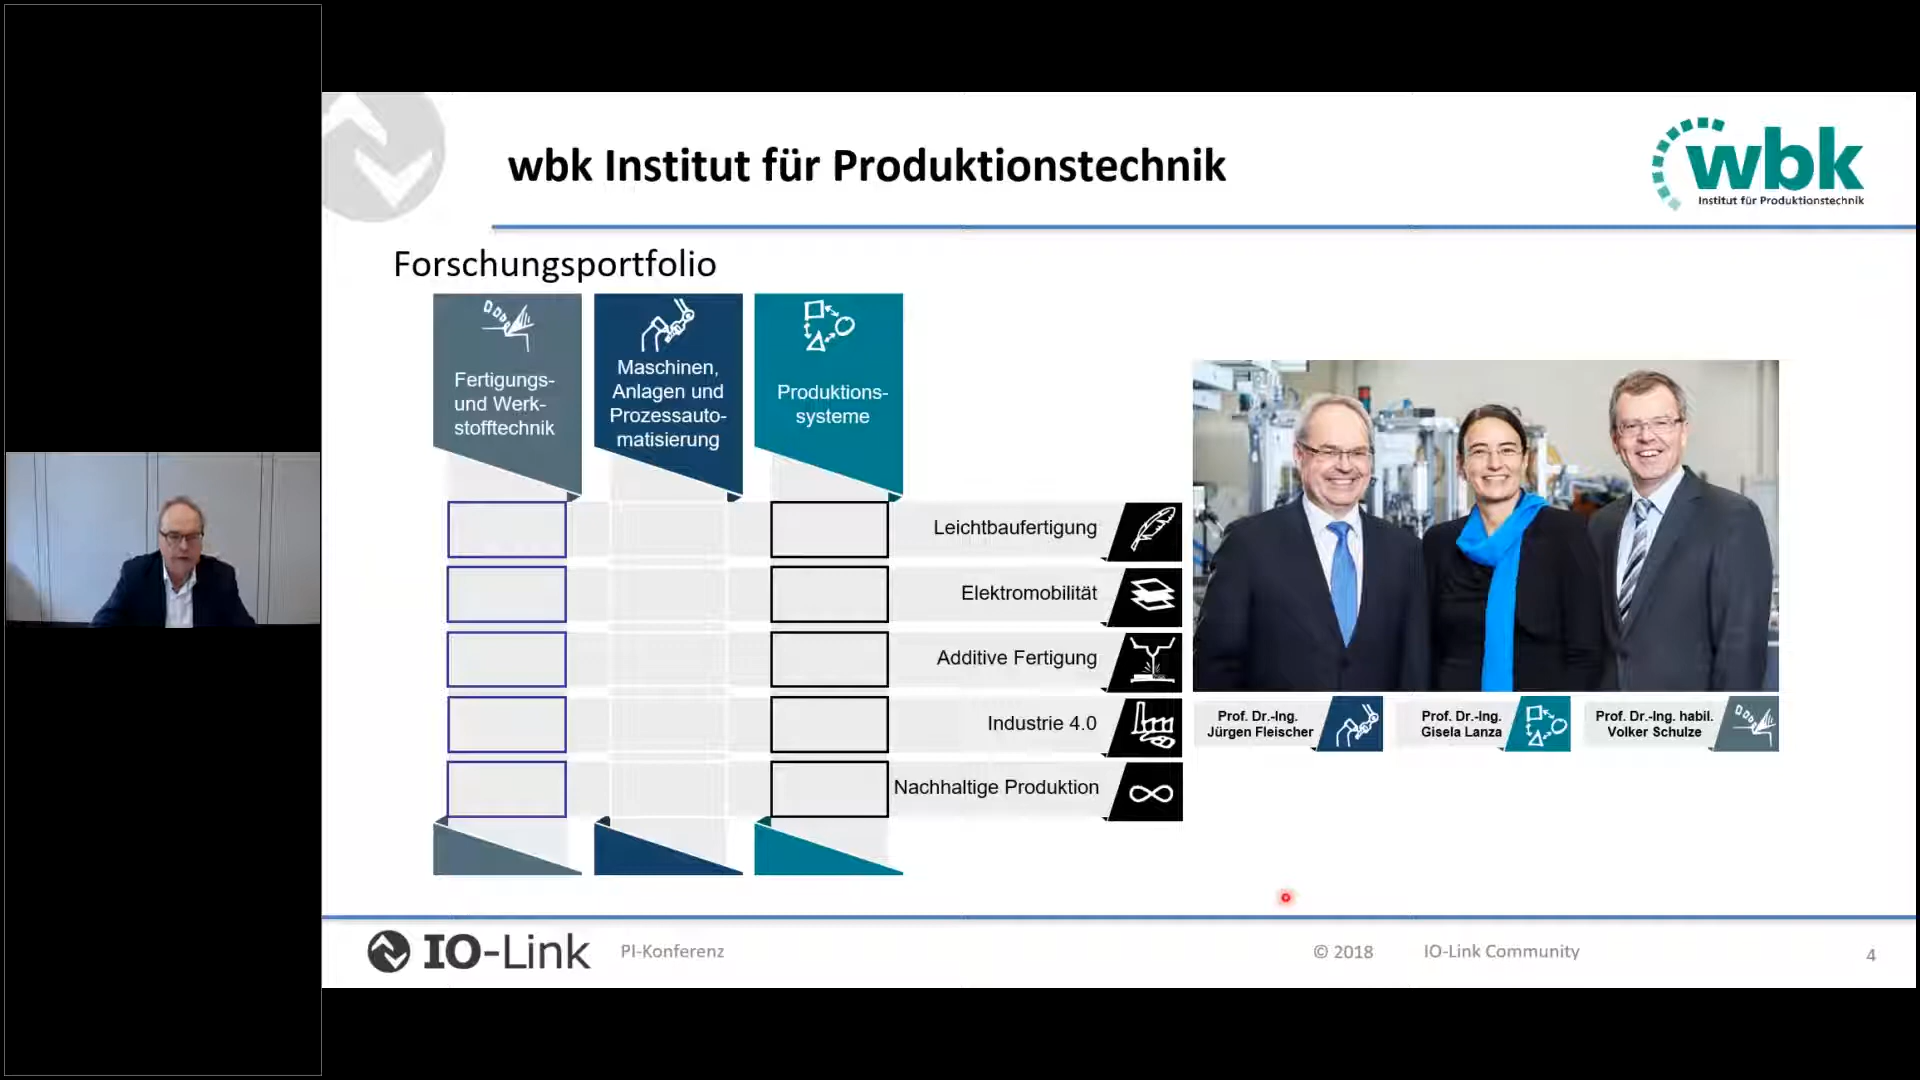 wbk Institut für Produktionstechnik
wbk
Institut für Produktionstechnik
Forschungsportfolio
Fertigungs-
und Werk-
stofftechnik
Maschinen,
Anlagen und
Prozessauto-
matisierung
Produktions-
systeme
Leichtbaufertigung
Elektromobilität
Additive Fertigung
Industrie 4.0
Nachhaltige Produktion
Prof. Dr.-Ing.
Jürgen Fleischer
Prof. Dr.-Ing.
Gisela Lanza
Prof. Dr.-Ing. habil.
Volker Schulze
IO-Link
PI-Konferenz
© 2018
IO-Link Community
4